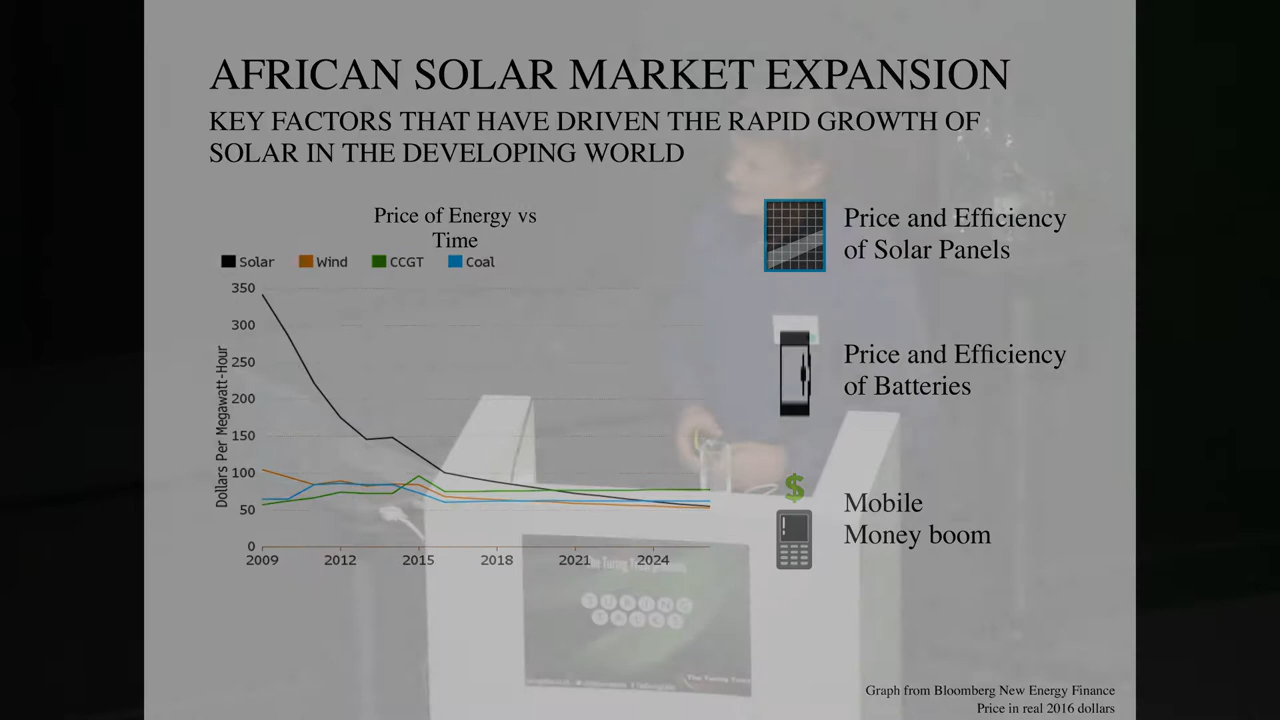 AFRICAN SOLAR MARKET EXPANSION
KEY FACTORS THAT HAVE DRIVEN THE RAPID GROWTH OF
SOLAR IN THE DEVELOPING WORLD
Price of Energy vs
Time
Solar Wind CCGT Coal
Dollars Per Megawatt-Hour
350
300
250
200
150
100
50
0
2009 2012 2015 2018 2021 2024
Price and Efficiency
of Solar Panels
Price and Efficiency
of Batteries
$
Mobile
Money boom
TURING
TALKS
Graph from Bloomberg New Energy Finance
Price in real 2016 dollars